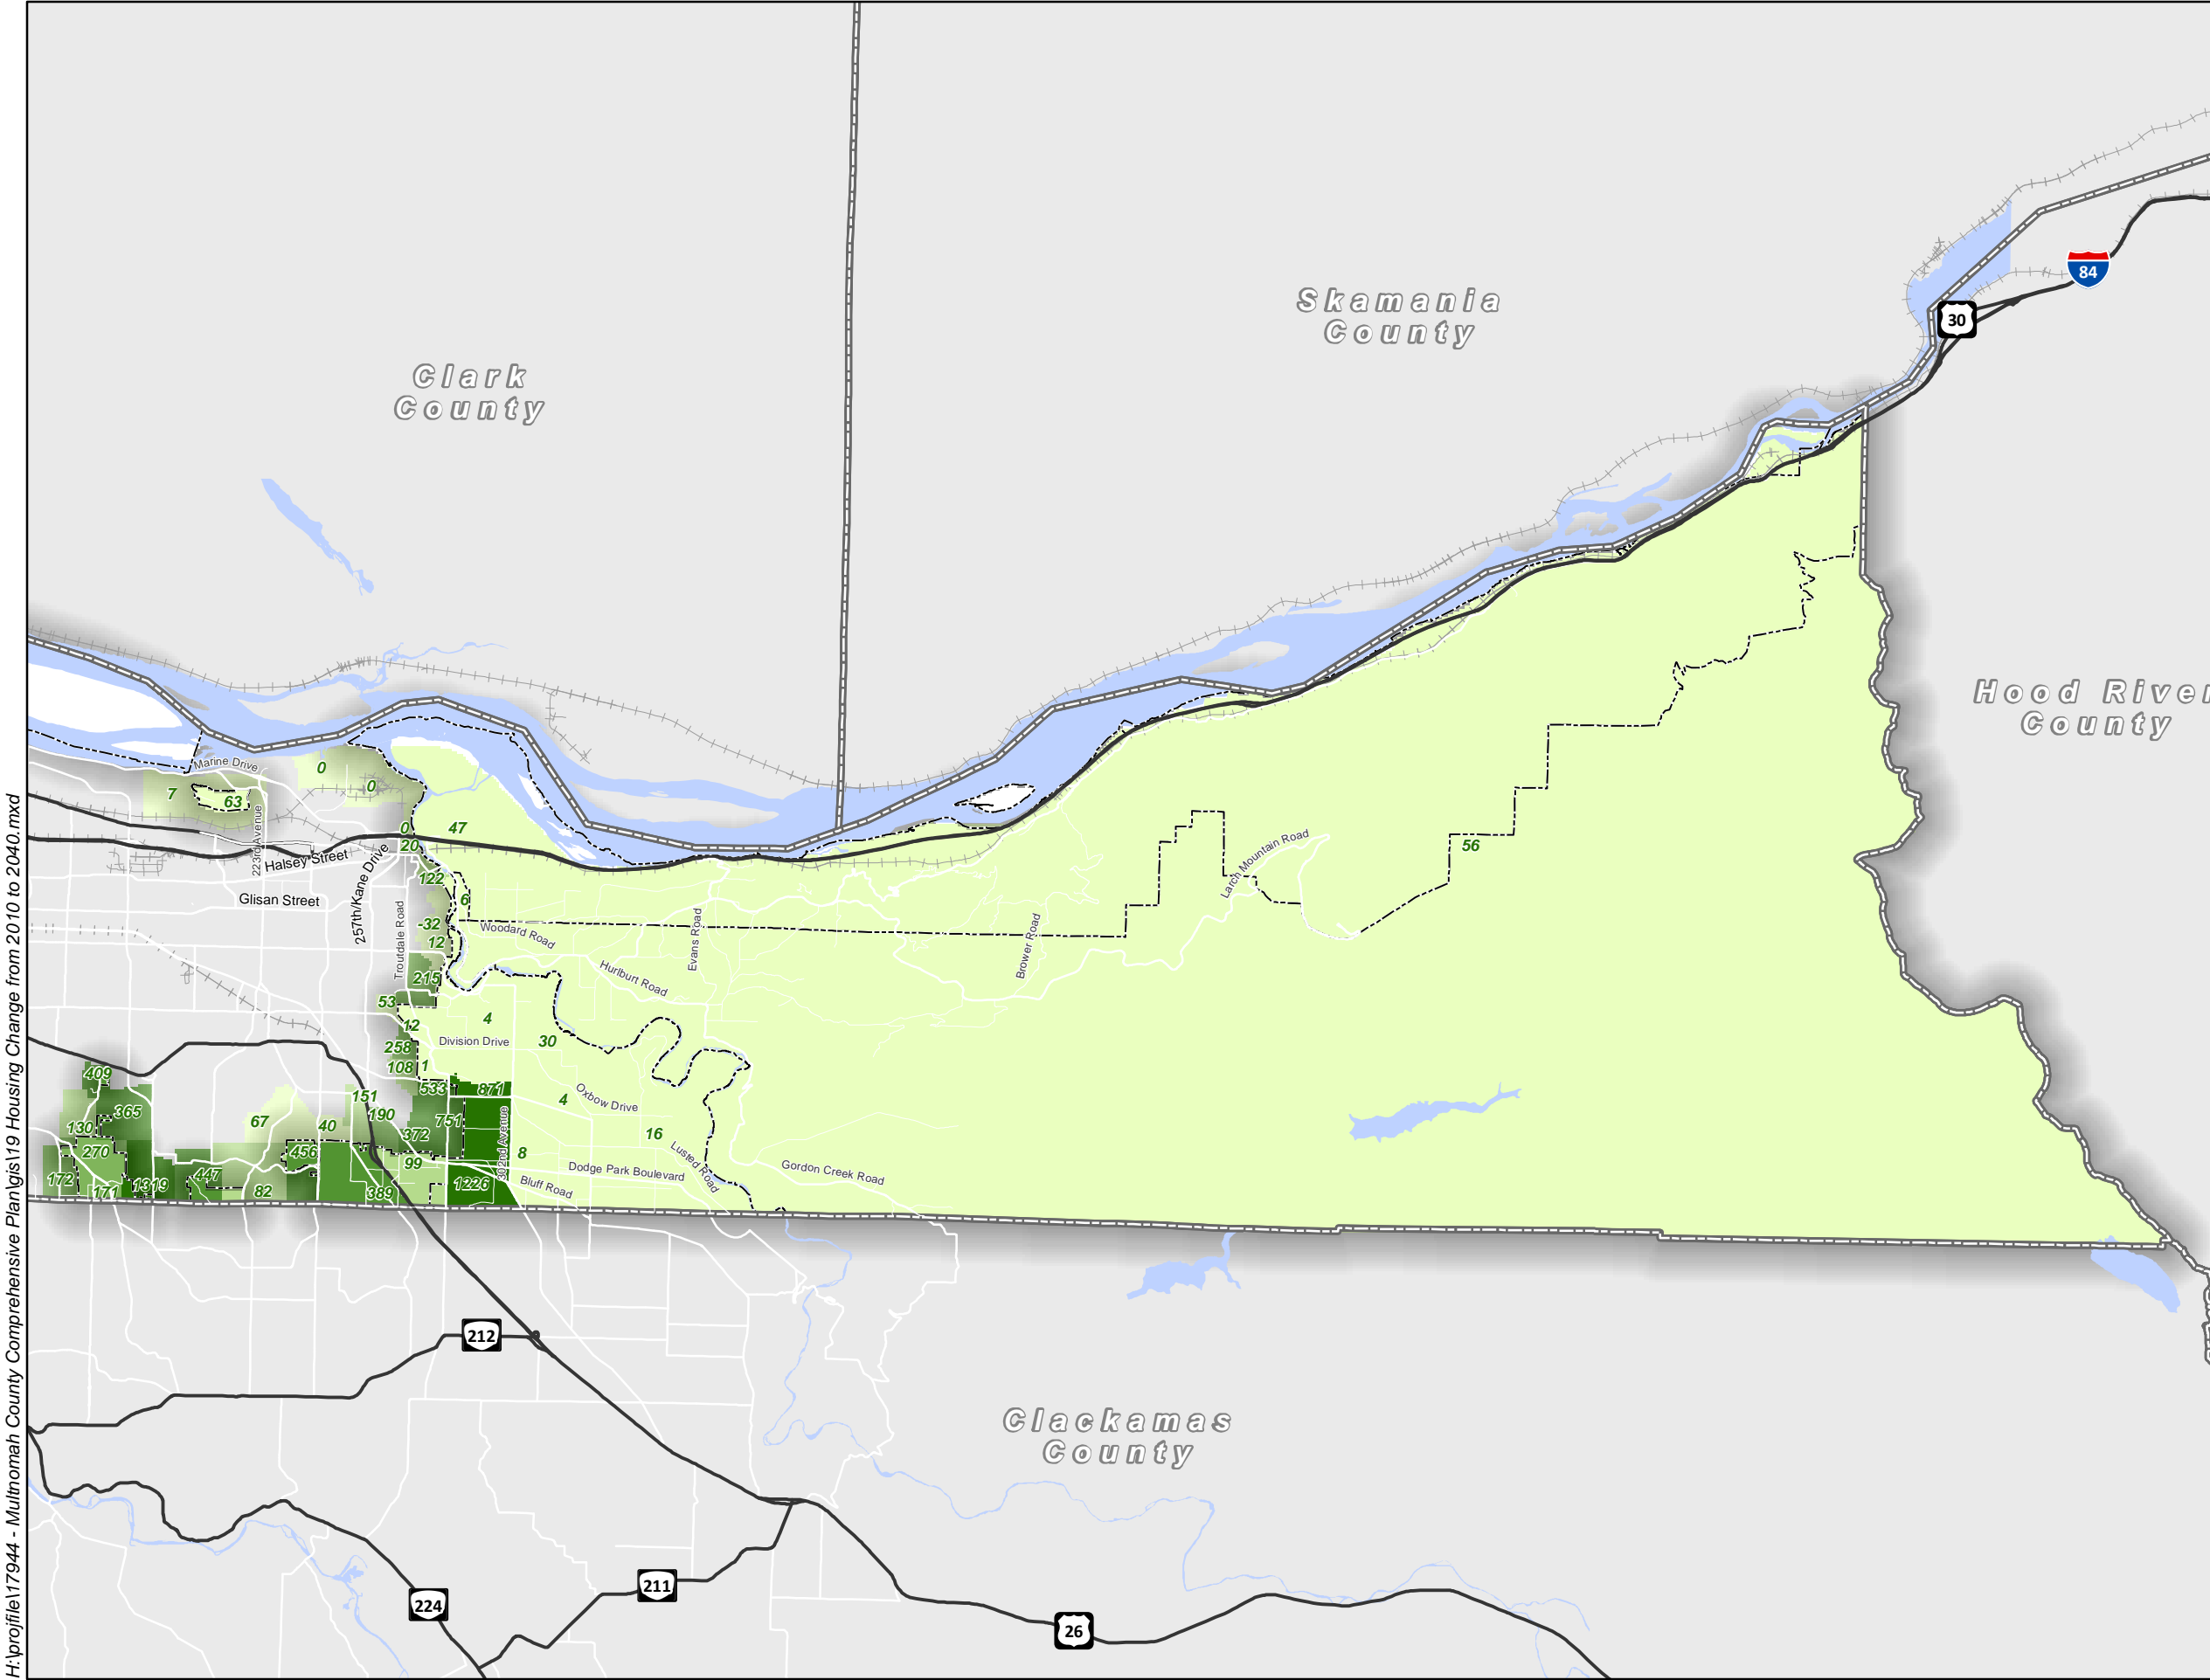 H:\projfile\17944 - Multnomah County Comprehensive Plan\gis\19 Housing Change from 2010 to 2040.mxd
84
30
Skamania
County
Clark
County
Hood River
County
Marine Drive
0
0
7
63
223rd Avenue
0
47
20
Halsey Street
257th/Kane Drive
Larch Mountain Road
56
122
6
Glisan Street
Troutdale Road
-32
12
Woodard Road
Evans Road
Brower Road
215
Hurlburt Road
53
12
4
30
Division Drive
258
108
1
409
533
871
151
Oxbow Drive
4
365
67
40
190
751
302nd Avenue
130
372
16
270
456
99
8
Lusted Road
172
171
1319
447
82
389
1226
Dodge Park Boulevard
Bluff Road
Gordon Creek Road
212
Clackamas
County
211
224
26